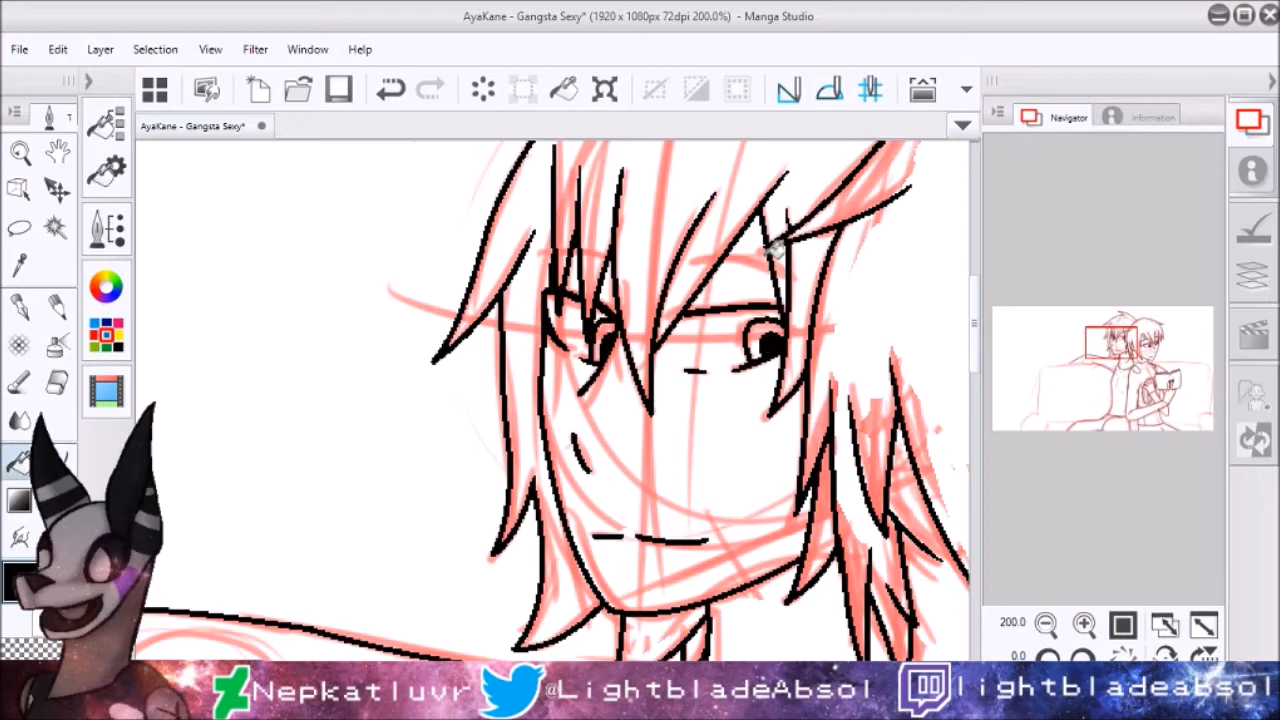 AyaKane - Gangsta Sexy* (1920 x 1080px 72dpi 200.0%) - Manga Studio
File Edit Layer Selection View Filter Window Help
AyaKane - Gangsta Sexy*
Navigator Information
200.0
0.0
Nepkatluvr @LightbladeAbsol lightbladeabsol